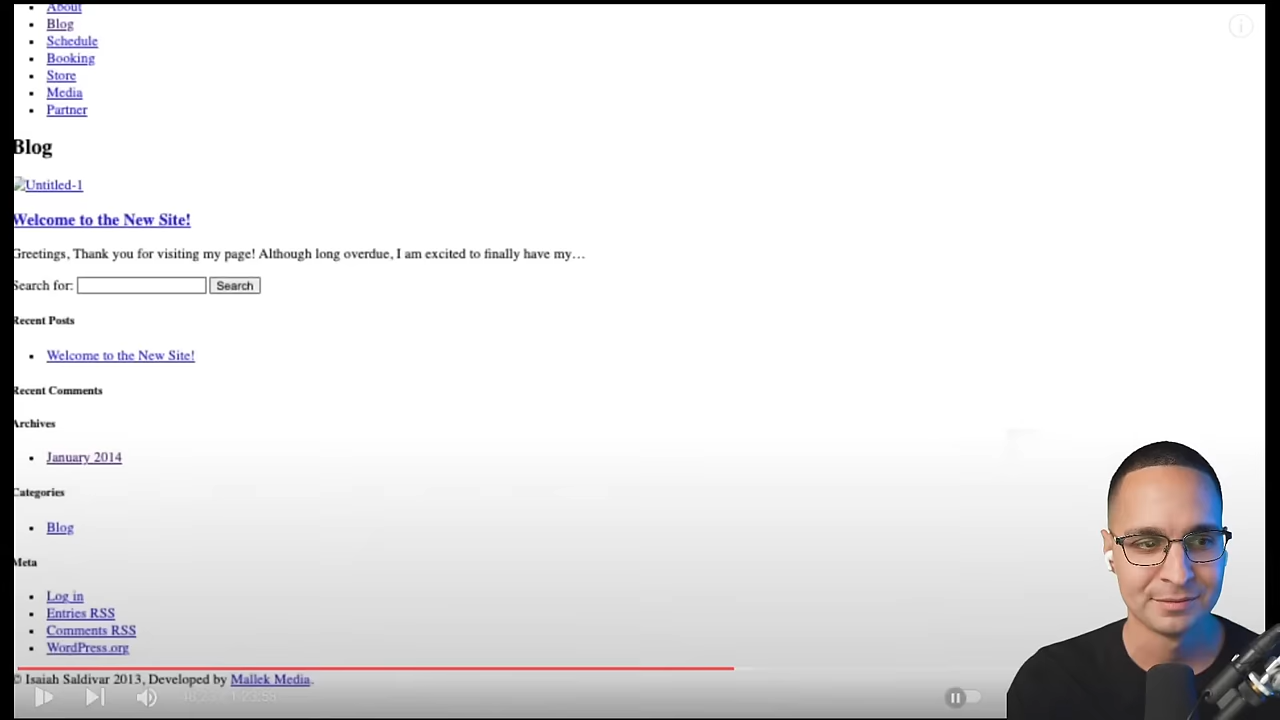 About
Blog
Schedule
Booking
Store
Media
Partner
Blog
Untitled-1
Welcome to the New Site!
Greetings, Thank you for visiting my page! Although long overdue, I am excited to finally have my…
Search for: Search
Recent Posts
Welcome to the New Site!
Recent Comments
Archives
January 2014
Categories
Blog
Meta
Log in
Entries RSS
Comments RSS
WordPress.org
© Isaiah Saldivar 2013, Developed by Mallek Media.